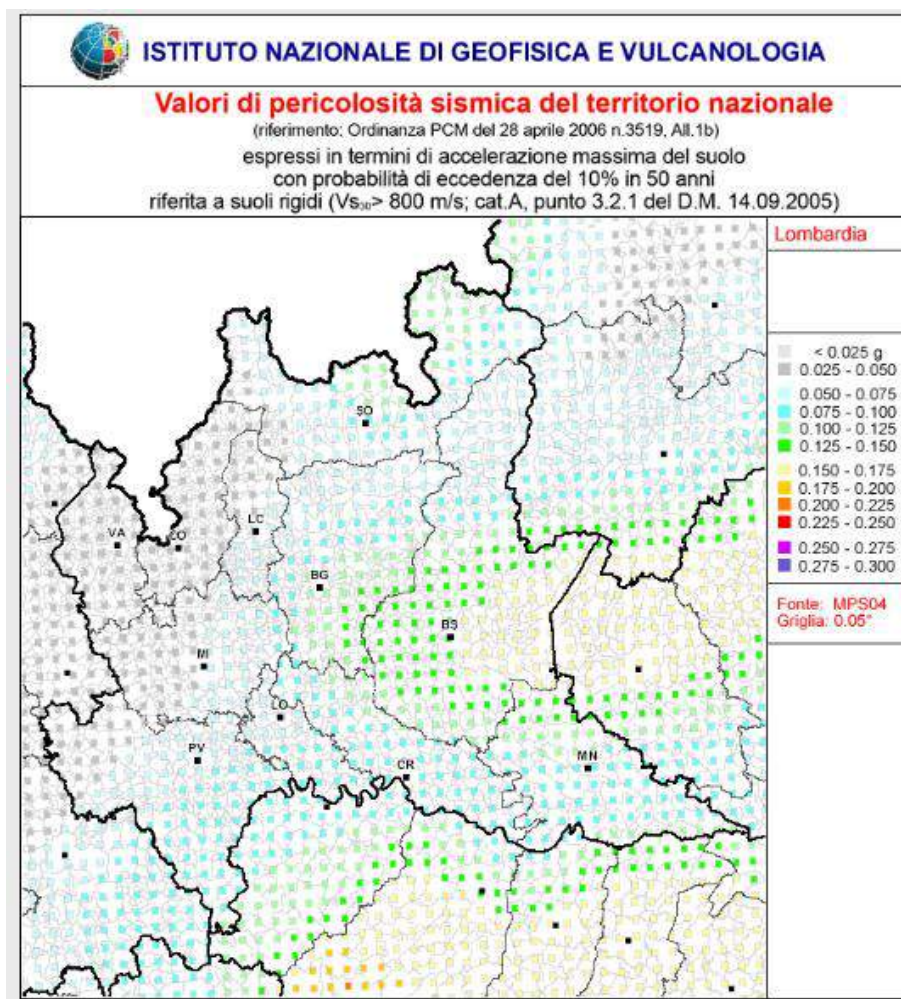 ISTITUTO NAZIONALE DI GEOFISICA E VULCANOLOGIA
Valori di pericolosità sismica del territorio nazionale
(riferimento: Ordinanza PCM del 28 aprile 2006 n.3519, All.1b)
espressi in termini di accelerazione massima del suolo
con probabilità di eccedenza del 10% in 50 anni
riferita a suoli rigidi (Vs30> 800 m/s; cat.A, punto 3.2.1 del D.M. 14.09.2005)
Lombardia
< 0.025 g
0.025 - 0.050
0.050 - 0.075
0.075 - 0.100
0.100 - 0.125
0.125 - 0.150
0.150 - 0.175
0.175 - 0.200
0.200 - 0.225
0.225 - 0.250
0.250 - 0.275
0.275 - 0.300
Fonte: MPS04
Griglia: 0.05°
SO
LC
VA
CO
BG
BS
MI
LO
PV
CR
MN